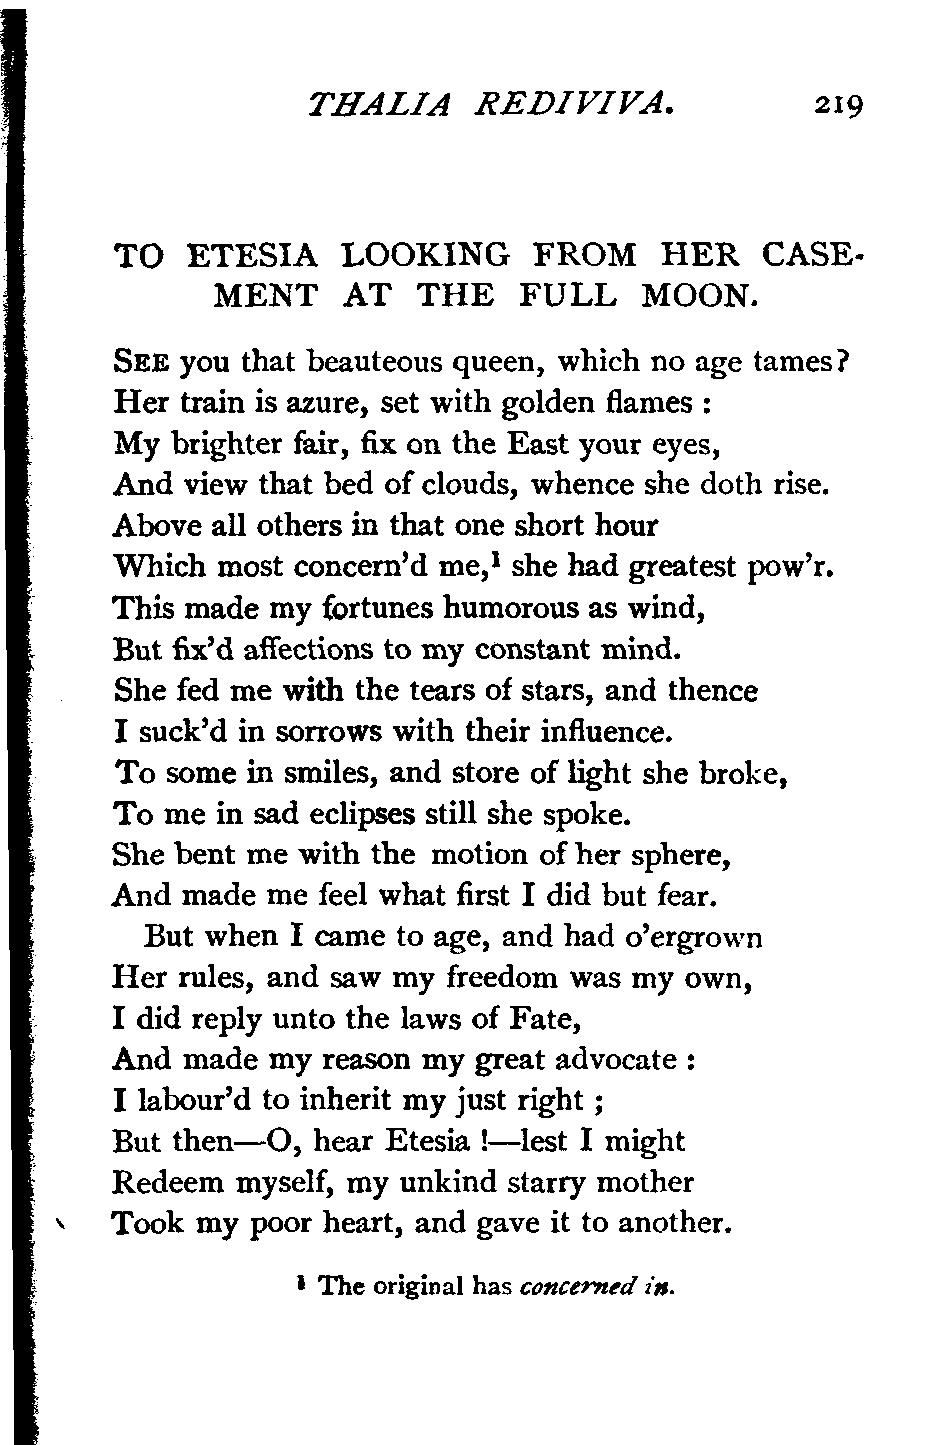 THALIA REDIVIVA. 219
TO ETESIA LOOKING FROM HER CASE-
MENT AT THE FULL MOON.
SEE you that beauteous queen, which no age tames?
Her train is azure, set with golden flames :
My brighter fair, fix on the East your eyes,
And view that bed of clouds, whence she doth rise.
Above all others in that one short hour
Which most concern'd me,¹ she had greatest pow'r.
This made my fortunes humorous as wind,
But fix'd affections to my constant mind.
She fed me with the tears of stars, and thence
I suck'd in sorrows with their influence.
To some in smiles, and store of light she broke,
To me in sad eclipses still she spoke.
She bent me with the motion of her sphere,
And made me feel what first I did but fear.
But when I came to age, and had o'ergrown
Her rules, and saw my freedom was my own,
I did reply unto the laws of Fate,
And made my reason my great advocate :
I labour'd to inherit my just right ;
But then—O, hear Etesia !—lest I might
Redeem myself, my unkind starry mother
Took my poor heart, and gave it to another.
¹ The original has concerned in.